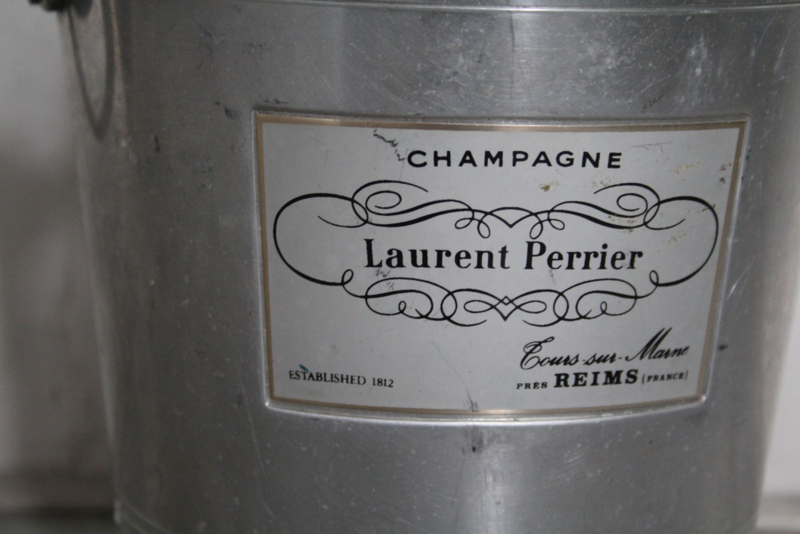 CHAMPAGNE
Laurent Perrier
Tours-sur-Marne
ESTABLISHED 1812
PRÈS REIMS (FRANCE)